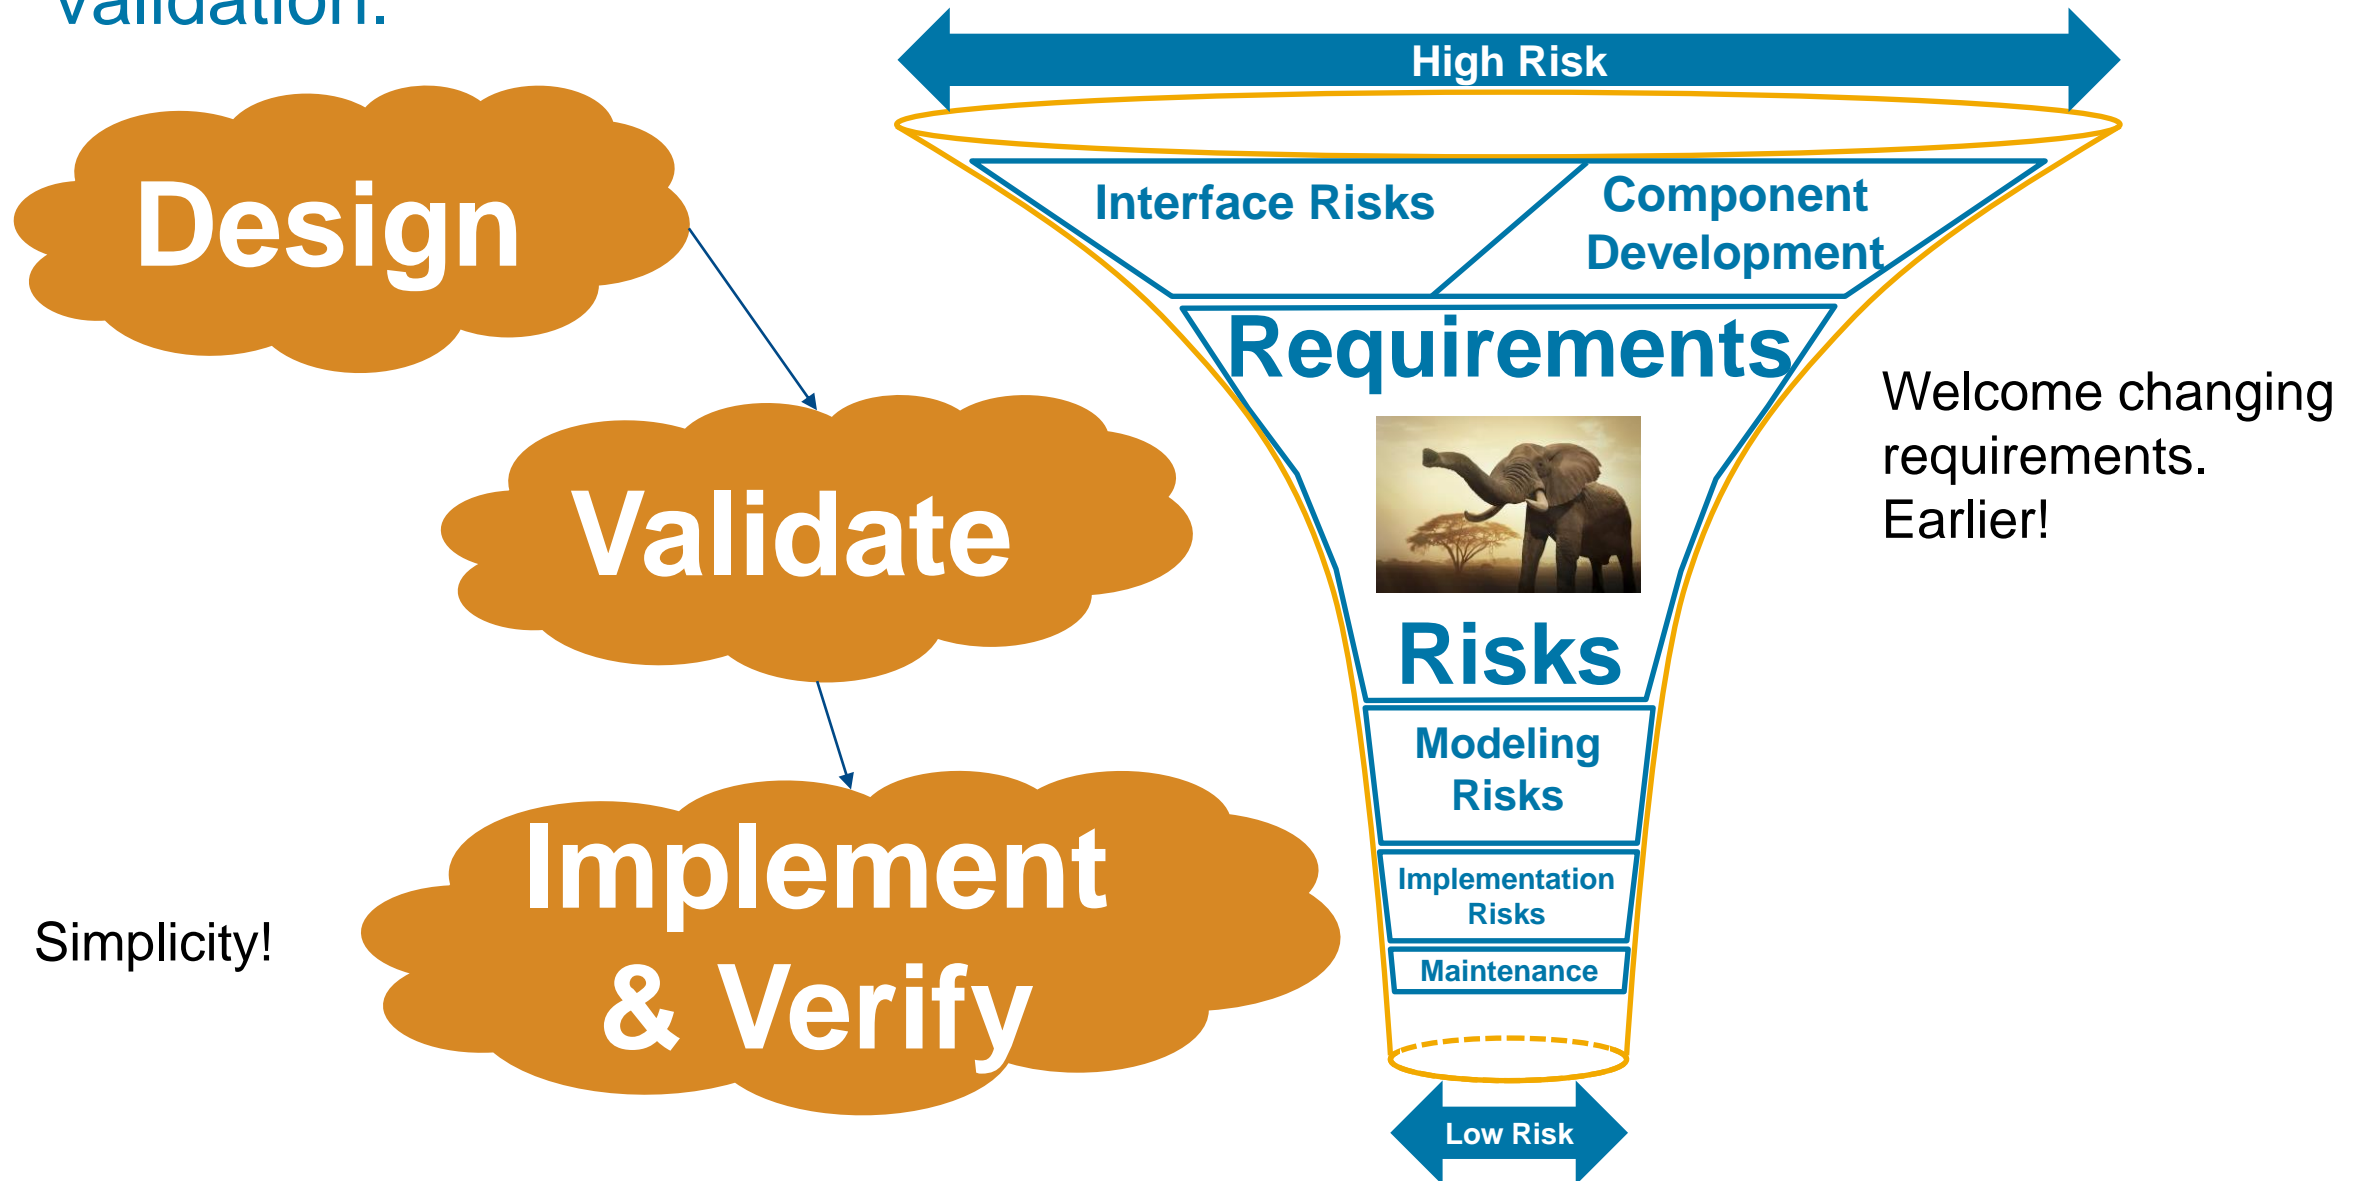 Validation.
High Risk
Design
Interface Risks
Component
Development
Requirements
Welcome changing
requirements.
Earlier!
Validate
Risks
Modeling
Risks
Implement
& Verify
Implementation
Risks
Simplicity!
Maintenance
Low Risk